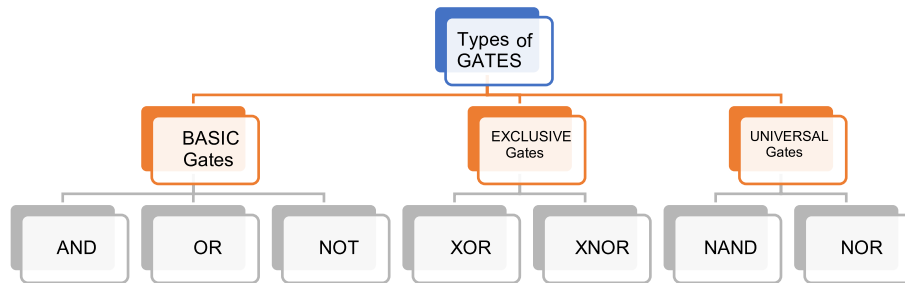 Types of
GATES
BASIC
Gates
EXCLUSIVE
Gates
UNIVERSAL
Gates
AND
OR
NOT
XOR
XNOR
NAND
NOR